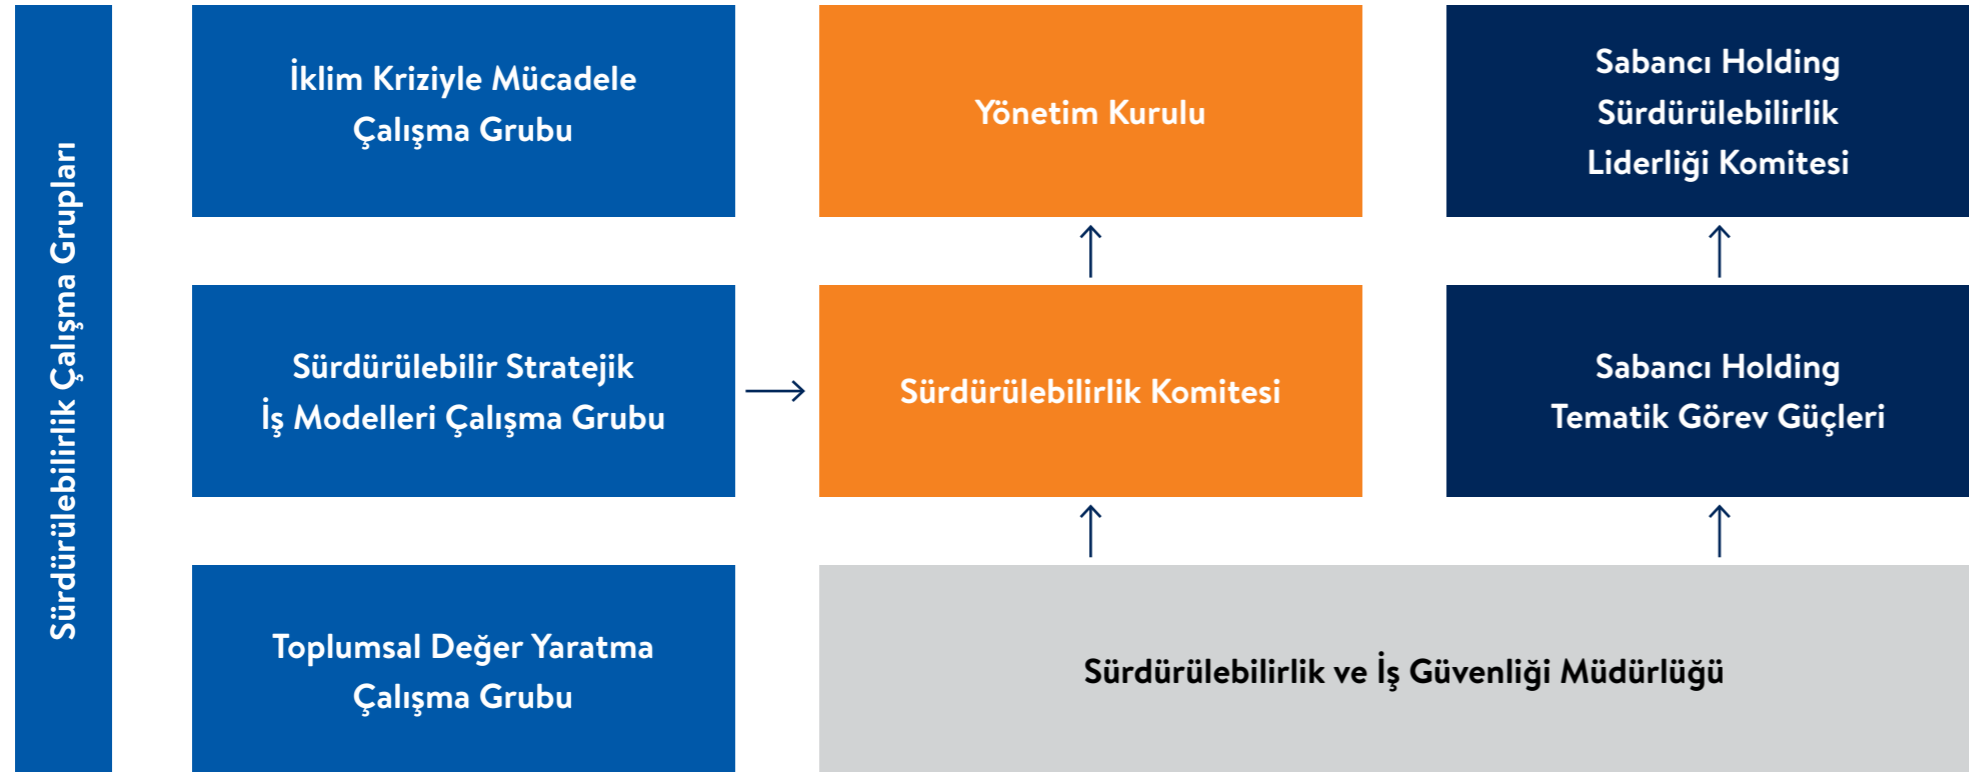 Sürdürülebilirlik Çalışma Grupları
İklim Kriziyle Mücadele
Çalışma Grubu
Yönetim Kurulu
Sabancı Holding
Sürdürülebilirlik
Liderliği Komitesi
Sürdürülebilir Stratejik
İş Modelleri Çalışma Grubu
Sürdürülebilirlik Komitesi
Sabancı Holding
Tematik Görev Güçleri
Toplumsal Değer Yaratma
Çalışma Grubu
Sürdürülebilirlik ve İş Güvenliği Müdürlüğü